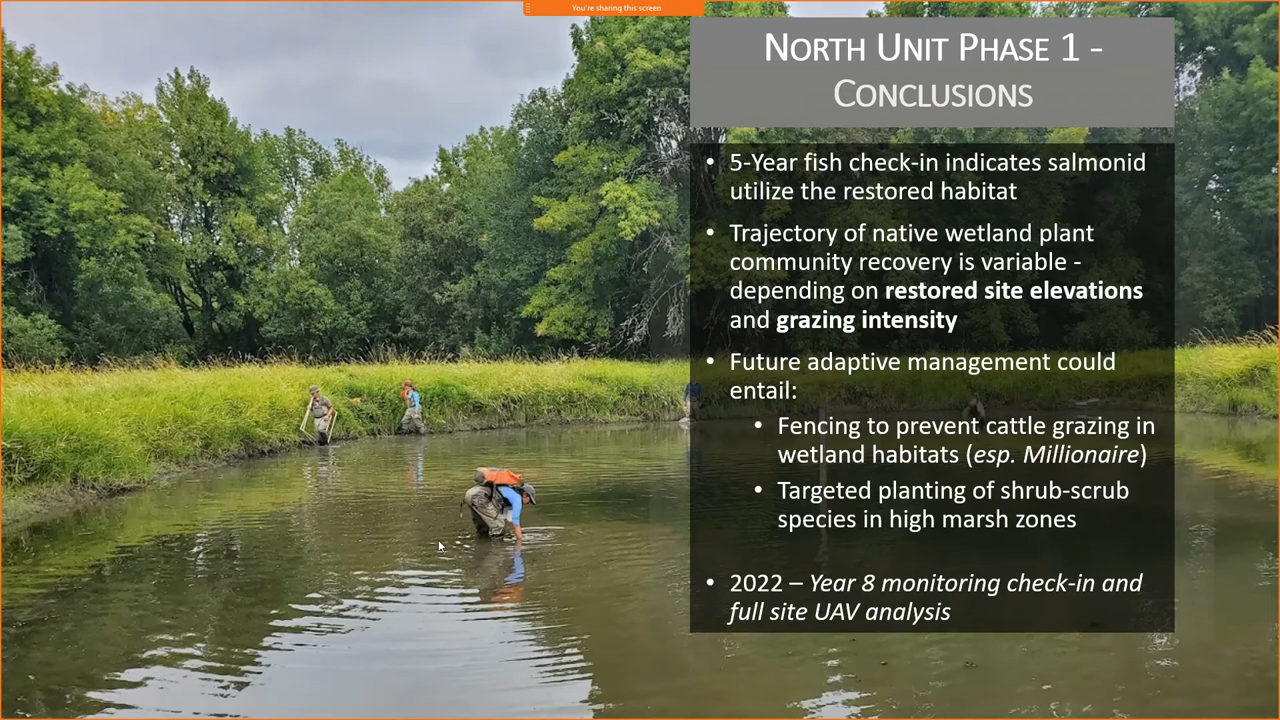 You're sharing this screen
North Unit Phase 1 -
Conclusions
• 5-Year fish check-in indicates salmonid
utilize the restored habitat
• Trajectory of native wetland plant
community recovery is variable -
depending on restored site elevations
and grazing intensity
• Future adaptive management could
entail:
• Fencing to prevent cattle grazing in
wetland habitats (esp. Millionaire)
• Targeted planting of shrub-scrub
species in high marsh zones
• 2022 – Year 8 monitoring check-in and
full site UAV analysis